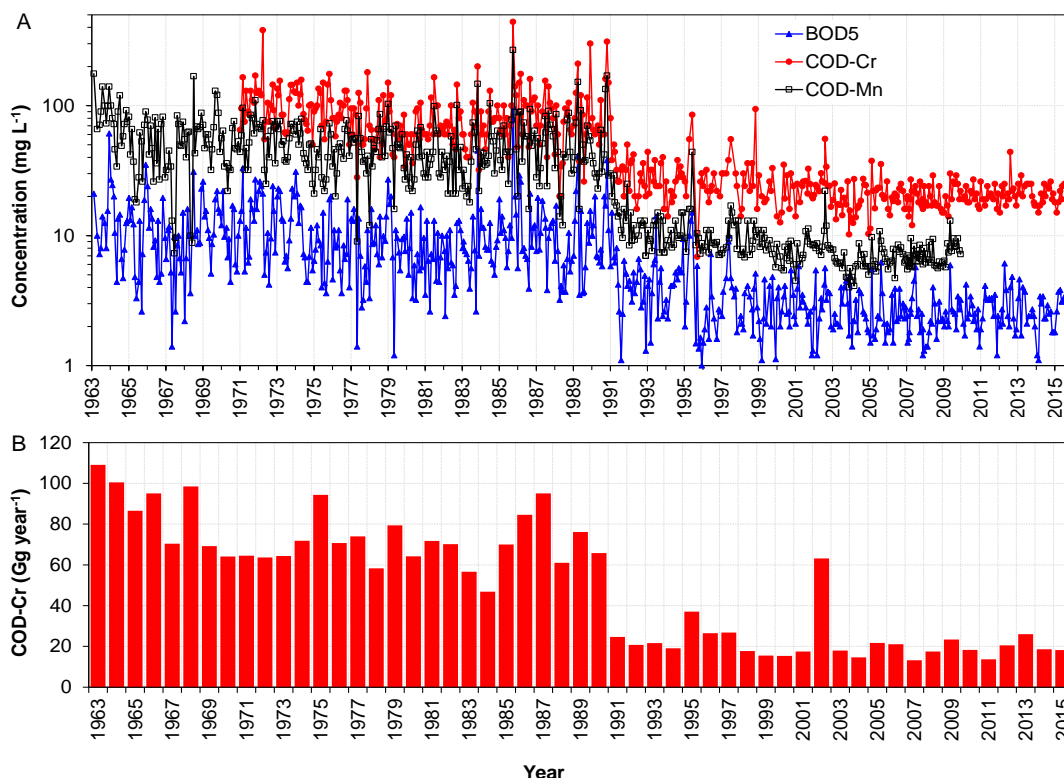 A
BOD5
COD-Cr
COD-Mn
Concentration (mg L-1)
100
10
1
1963 1965 1967 1969 1971 1973 1975 1977 1979 1981 1983 1985 1987 1989 1991 1993 1995 1997 1999 2001 2003 2005 2007 2009 2011 2013 2015
B
COD-Cr (Gg year-1)
120
100
80
60
40
20
0
1963 1965 1967 1969 1971 1973 1975 1977 1979 1981 1983 1985 1987 1989 1991 1993 1995 1997 1999 2001 2003 2005 2007 2009 2011 2013 2015
Year